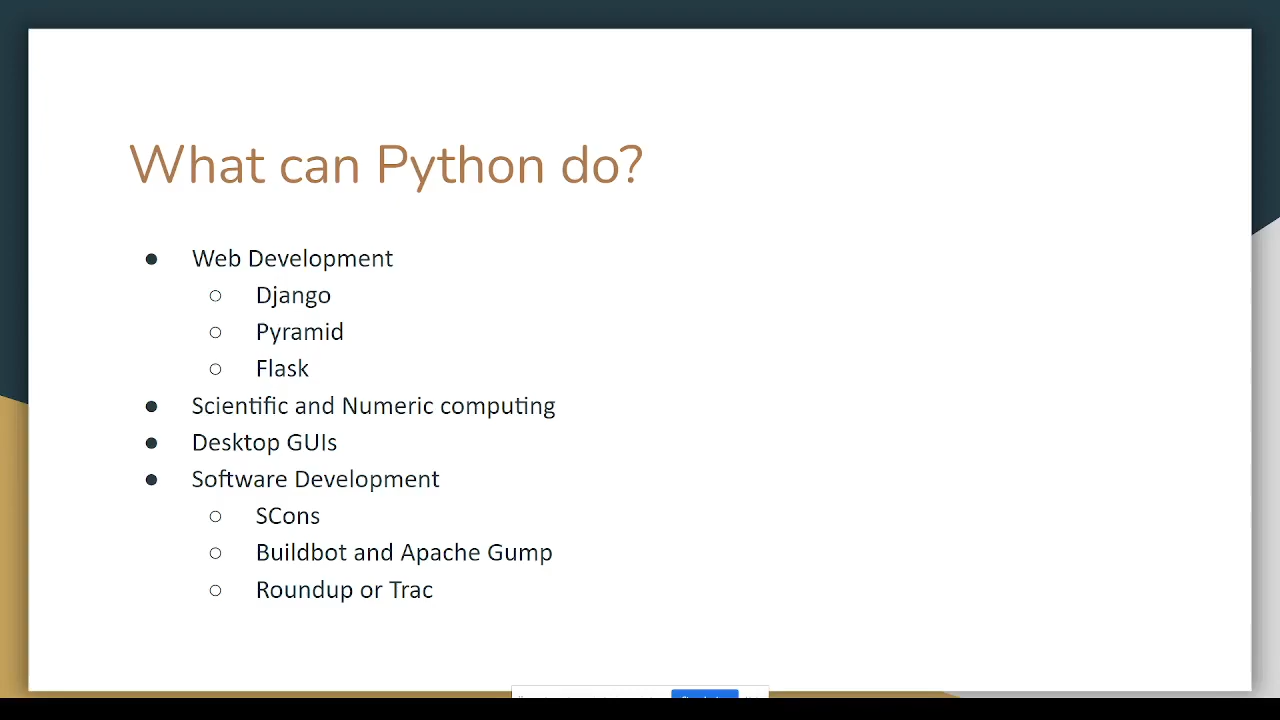 What can Python do?
● Web Development
○ Django
○ Pyramid
○ Flask
● Scientific and Numeric computing
● Desktop GUIs
● Software Development
○ SCons
○ Buildbot and Apache Gump
○ Roundup or Trac